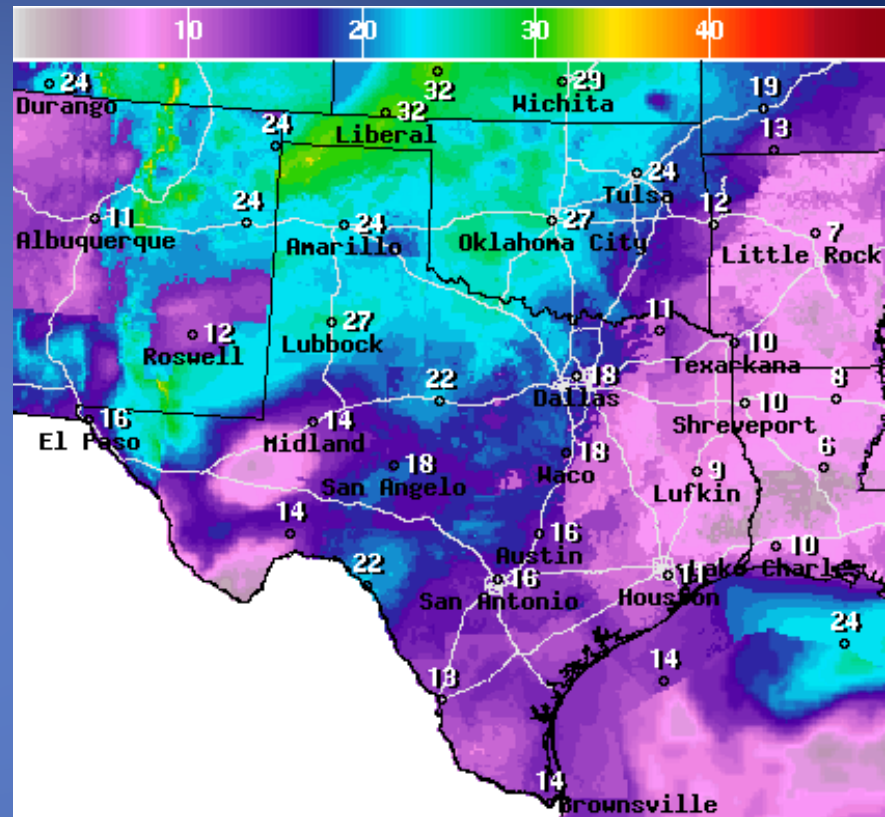 10 20 30 40
24
Durango
32
29
Wichita
19
32
Liberal
24
13
24
Tulsa
11
Albuquerque
24
24
Amarillo
27
Oklahoma City
12
7
Little Rock
12
Roswell
27
Lubbock
11
10
Texarkana
18
Dallas
22
10
Shreveport
8
16
El Paso
14
Midland
18
San Angelo
18
Waco
9
Lufkin
6
14
16
Austin
10
Lake Charles
22
16
San Antonio
11
Houston
24
14
13
14
Brownsville